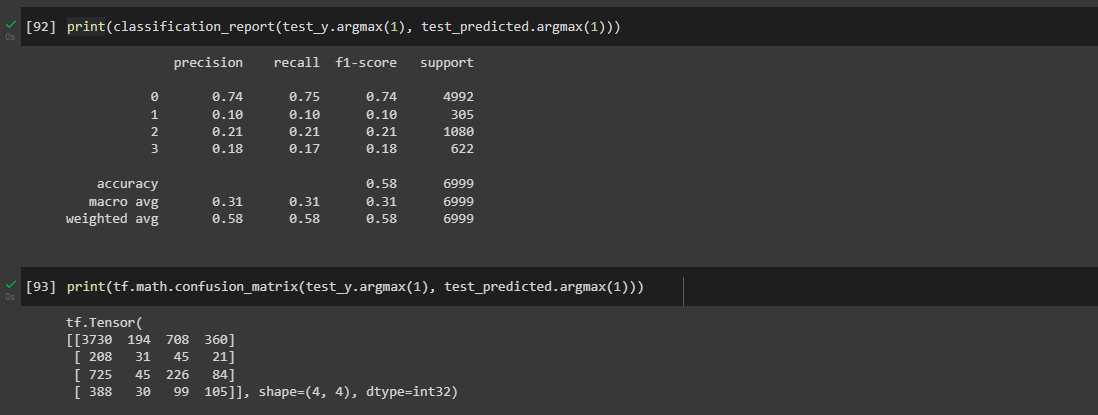 [92] print(classification_report(test_y.argmax(1), test_predicted.argmax(1)))
0s
precision recall f1-score support
0 0.74 0.75 0.74 4992
1 0.10 0.10 0.10 305
2 0.21 0.21 0.21 1080
3 0.18 0.17 0.18 622
accuracy 0.58 6999
macro avg 0.31 0.31 0.31 6999
weighted avg 0.58 0.58 0.58 6999
[93] print(tf.math.confusion_matrix(test_y.argmax(1), test_predicted.argmax(1)))
0s
tf.Tensor(
[[3730 194 708 360]
[ 208 31 45 21]
[ 725 45 226 84]
[ 388 30 99 105]], shape=(4, 4), dtype=int32)